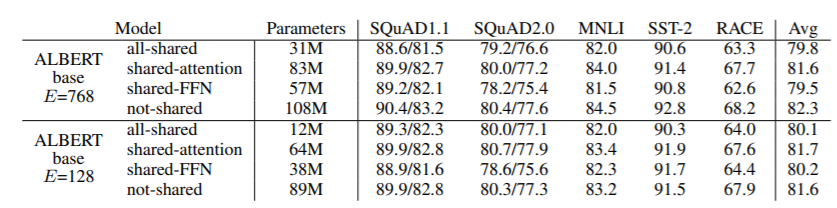 Model Parameters SQuAD1.1 SQuAD2.0 MNLI SST-2 RACE Avg
ALBERT base E=768
all-shared 31M 88.6/81.5 79.2/76.6 82.0 90.6 63.3 79.8
shared-attention 83M 89.9/82.7 80.0/77.2 84.0 91.4 67.7 81.6
shared-FFN 57M 89.2/82.1 78.2/75.4 81.5 90.8 62.6 79.5
not-shared 108M 90.4/83.2 80.4/77.6 84.5 92.8 68.2 82.3
ALBERT base E=128
all-shared 12M 89.3/82.3 80.0/77.1 82.0 90.3 64.0 80.1
shared-attention 64M 89.9/82.8 80.7/77.9 83.4 91.9 67.6 81.7
shared-FFN 38M 88.9/81.6 78.6/75.6 82.3 91.7 64.4 80.2
not-shared 89M 89.9/82.8 80.3/77.3 83.2 91.5 67.9 81.6